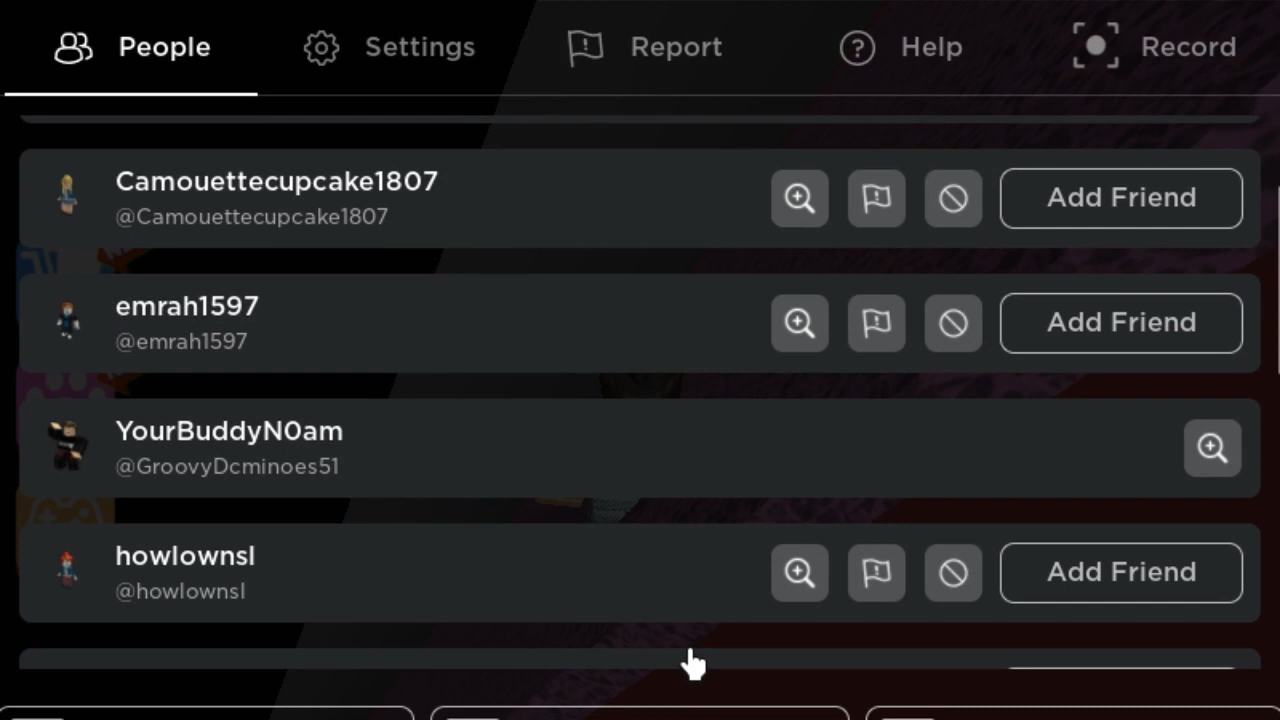 People Settings Report Help Record
Camouettecupcake1807
@Camouettecupcake1807
Add Friend
emrah1597
@emrah1597
Add Friend
YourBuddyN0am
@GroovyDcminoes51
howlownsl
@howlownsl
Add Friend